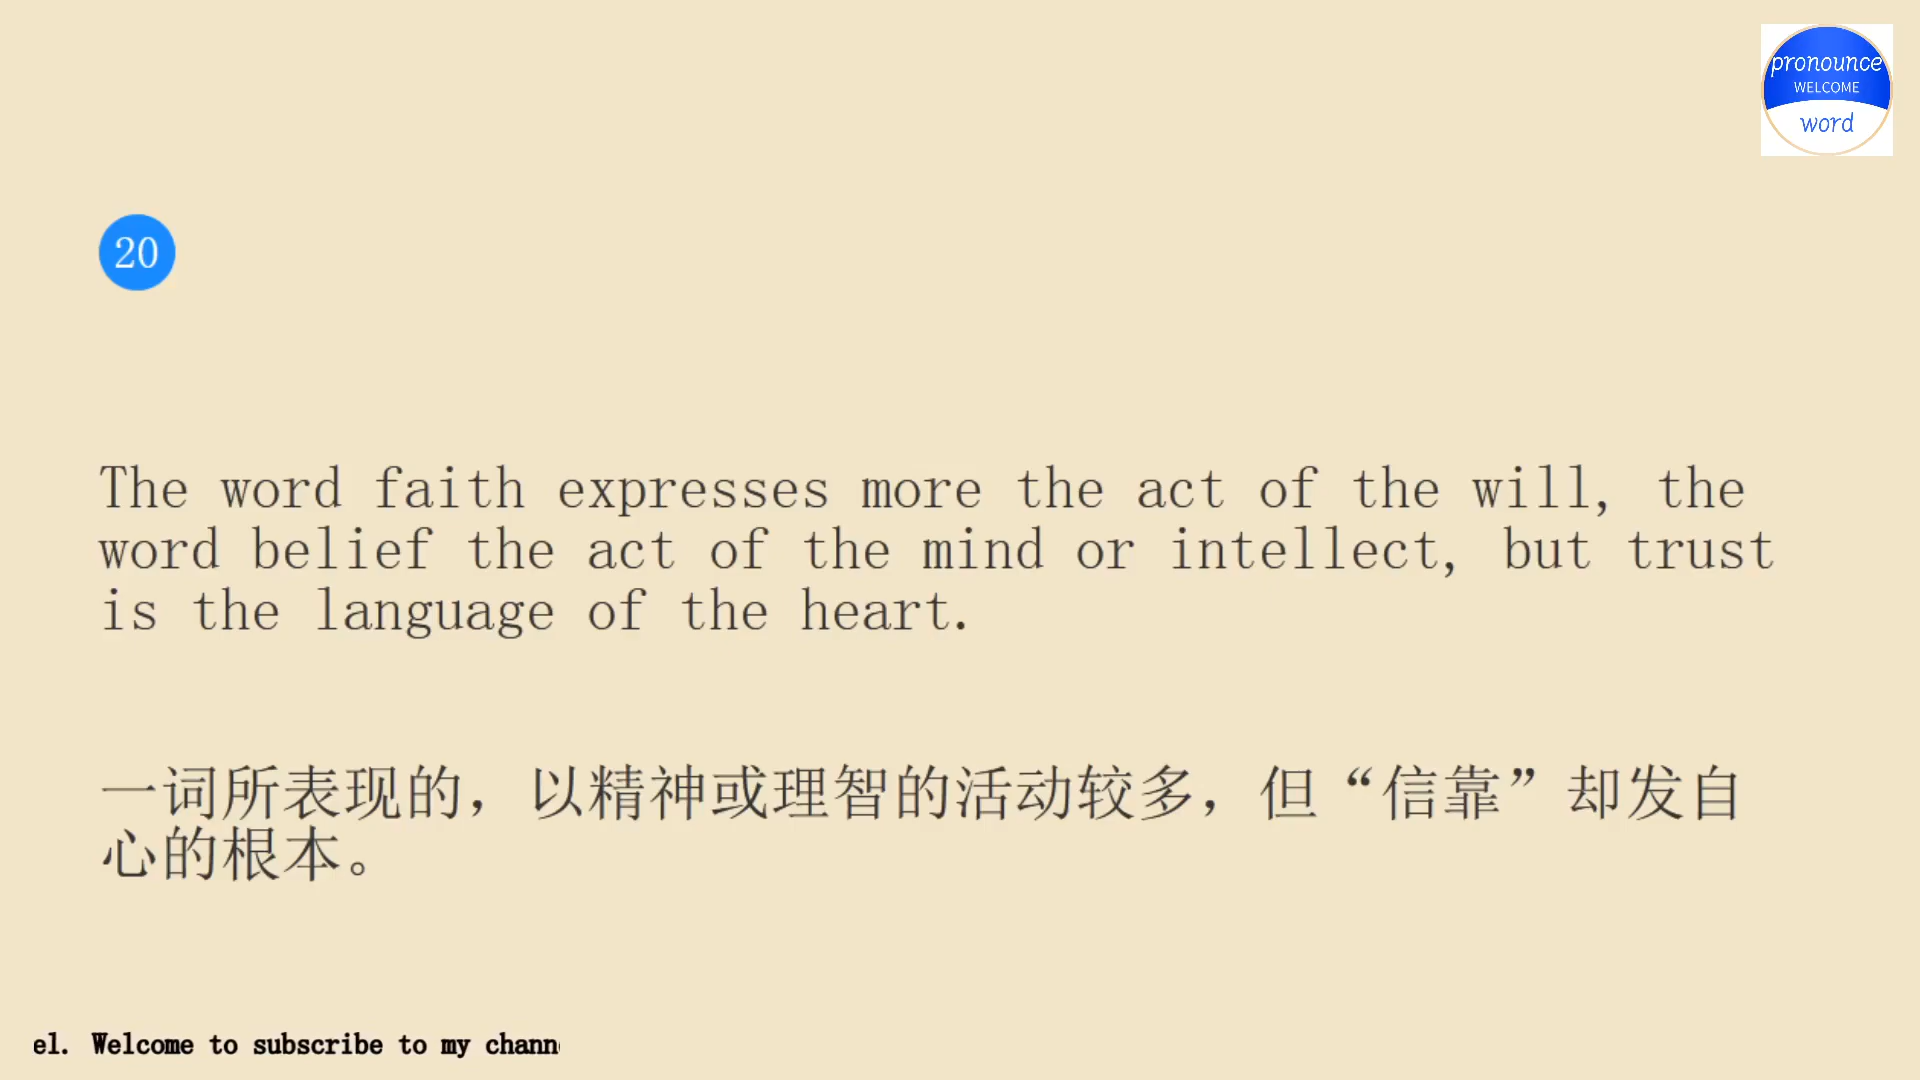 pronounce
WELCOME
word
20
The word faith expresses more the act of the will, the
word belief the act of the mind or intellect, but trust
is the language of the heart.
一词所表现的，以精神或理智的活动较多，但“信靠”却发自
心的根本。
el. Welcome to subscribe to my chann